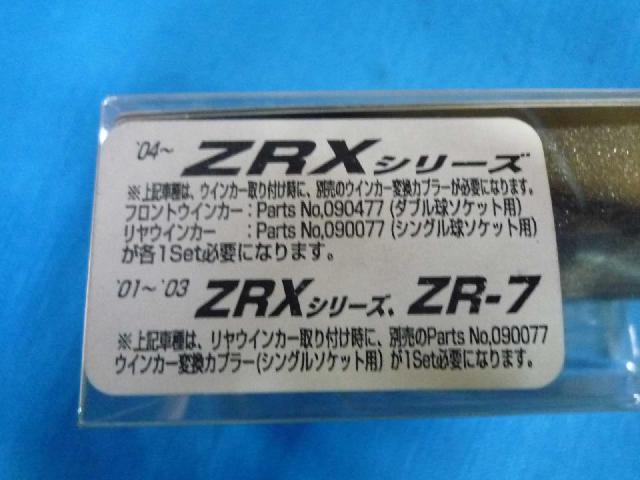 '04~ ZRXシリーズ
※上記車種は、ウインカー取り付け時に、別売のウインカー変換カプラーが必要になります。
フロントウインカー:Parts No,090477 (ダブル球ソケット用)
リヤウインカー　　:Parts No,090077 (シングル球ソケット用)
が各1Set必要になります。
'01~'03 ZRXシリーズ、ZR-7
※上記車種は、リヤウインカー取り付け時に、別売のParts No,090077
ウインカー変換カプラー(シングルソケット用) が1Set必要になります。